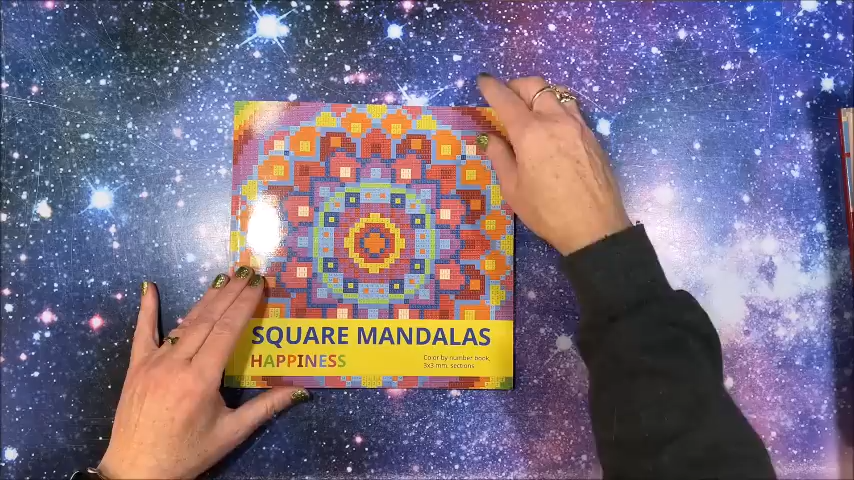 SQUARE MANDALAS
HAPPINESS
Color by number book,
3x3 mm sections